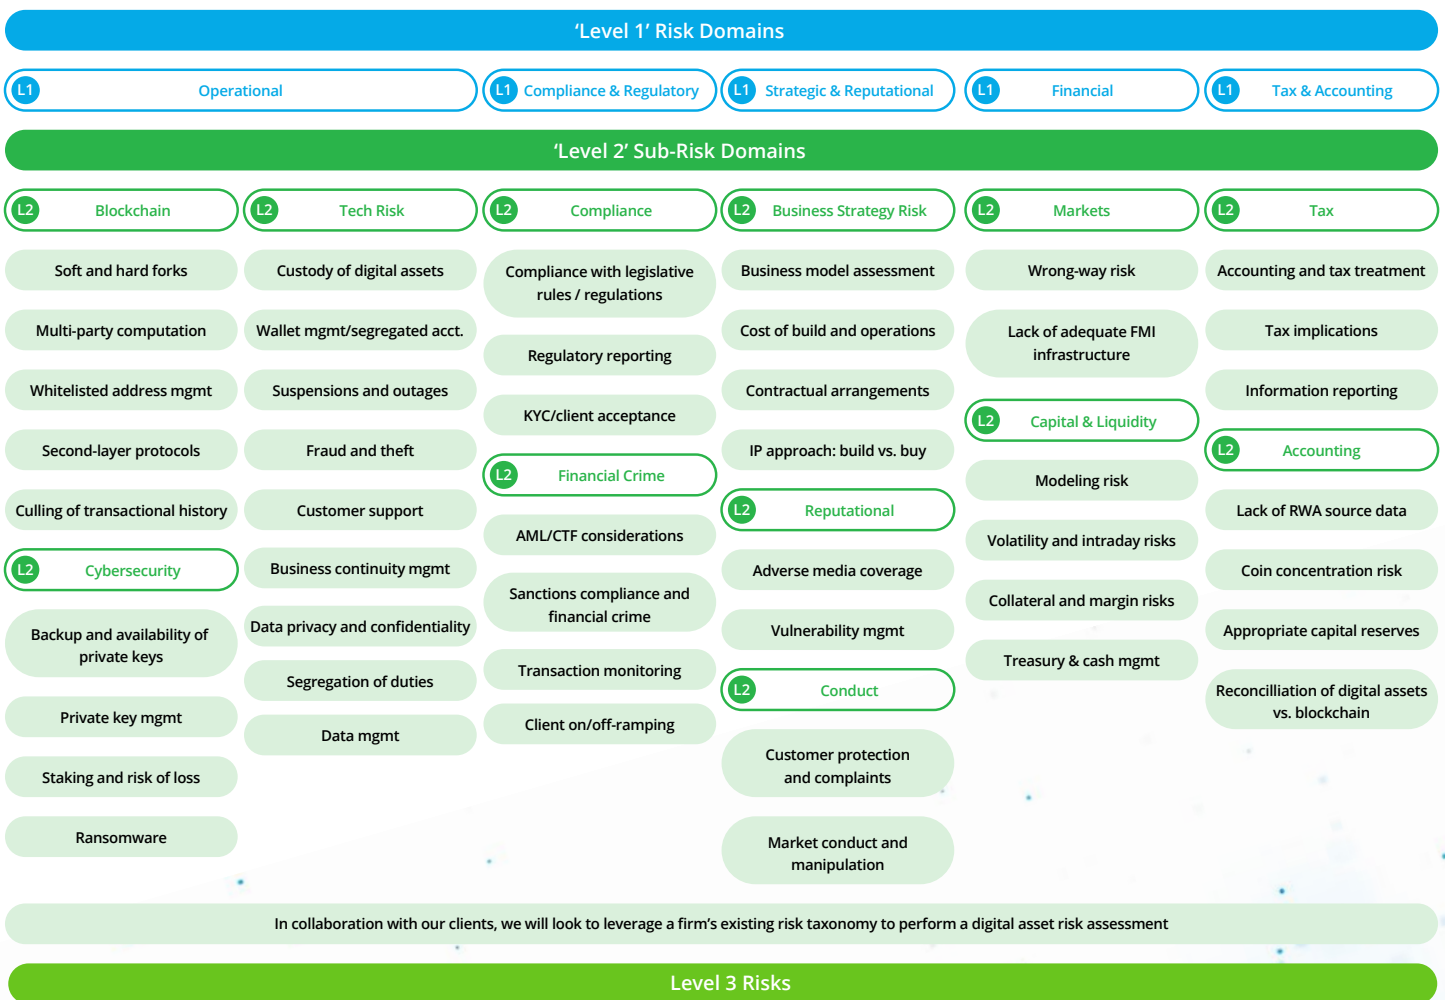 ‘Level 1’ Risk Domains
L1 Operational
L1 Compliance & Regulatory
L1 Strategic & Reputational
L1 Financial
L1 Tax & Accounting
‘Level 2’ Sub-Risk Domains
L2 Blockchain
Soft and hard forks
Multi-party computation
Whitelisted address mgmt
Second-layer protocols
Culling of transactional history
L2 Cybersecurity
Backup and availability of
private keys
Private key mgmt
Staking and risk of loss
Ransomware
L2 Tech Risk
Custody of digital assets
Wallet mgmt/segregated acct.
Suspensions and outages
Fraud and theft
Customer support
Business continuity mgmt
Data privacy and confidentiality
Segregation of duties
Data mgmt
L2 Compliance
Compliance with legislative
rules / regulations
Regulatory reporting
KYC/client acceptance
L2 Financial Crime
AML/CTF considerations
Sanctions compliance and
financial crime
Transaction monitoring
Client on/off-ramping
L2 Business Strategy Risk
Business model assessment
Cost of build and operations
Contractual arrangements
IP approach: build vs. buy
L2 Reputational
Adverse media coverage
Vulnerability mgmt
L2 Conduct
Customer protection
and complaints
Market conduct and
manipulation
L2 Markets
Wrong-way risk
Lack of adequate FMI
infrastructure
L2 Capital & Liquidity
Modeling risk
Volatility and intraday risks
Collateral and margin risks
Treasury & cash mgmt
L2 Tax
Accounting and tax treatment
Tax implications
Information reporting
L2 Accounting
Lack of RWA source data
Coin concentration risk
Appropriate capital reserves
Reconcilliation of digital assets
vs. blockchain
In collaboration with our clients, we will look to leverage a firm’s existing risk taxonomy to perform a digital asset risk assessment
Level 3 Risks